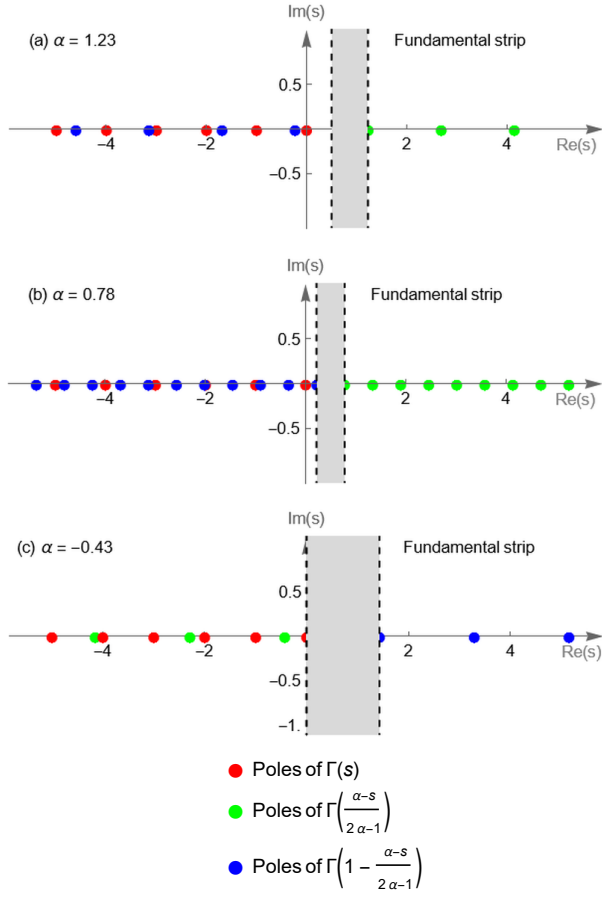 Im(s)
(a) α = 1.23
Fundamental strip
0.5
−4
−2
2
4
Re(s)
−0.5
Im(s)
(b) α = 0.78
Fundamental strip
0.5
−4
−2
2
4
Re(s)
−0.5
Im(s)
(c) α = −0.43
Fundamental strip
0.5
−4
−2
2
4
Re(s)
−0.5
−1.
Poles of Γ(s)
Poles of Γ(α−s / 2 α−1)
Poles of Γ(1 − α−s / 2 α−1)